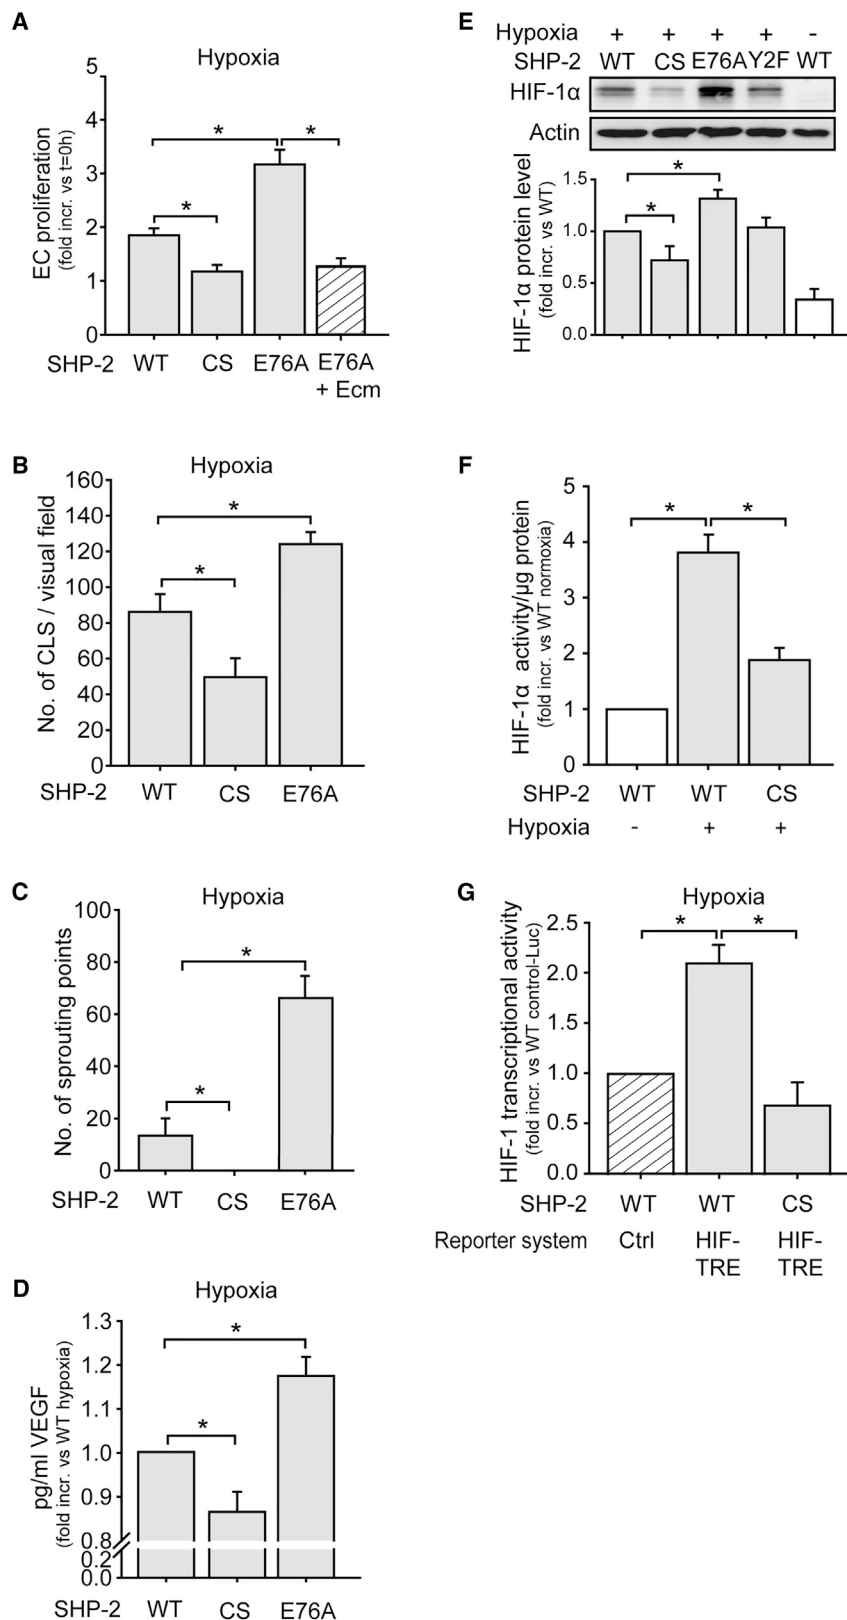 A
Hypoxia
EC proliferation
(fold incr. vs t=0h)
5
4
3
2
1
0
*
*
*
SHP-2 WT CS E76A E76A
+ Ecm
B
Hypoxia
No. of CLS / visual field
160
140
120
100
80
60
40
20
0
*
*
SHP-2 WT CS E76A
C
Hypoxia
No. of sprouting points
100
80
60
40
20
0
*
*
SHP-2 WT CS E76A
D
Hypoxia
pg/ml VEGF
(fold incr. vs WT hypoxia)
1.3
1.2
1.1
1.0
0.9
0.8
0.2
0.0
*
*
SHP-2 WT CS E76A
E
Hypoxia + + + + -
SHP-2 WT CS E76A Y2F WT
HIF-1α
Actin
HIF-1α protein level
(fold incr. vs WT)
1.5
1.0
0.5
0.0
*
*
F
HIF-1α activity/µg protein
(fold incr. vs WT normoxia)
5
4
3
2
1
0
* *
SHP-2 WT WT CS
Hypoxia - + +
G
Hypoxia
HIF-1 transcriptional activity
(fold incr. vs WT control-Luc)
2.5
2.0
1.0
0.5
0.0
* *
SHP-2 WT WT CS
Reporter system Ctrl HIF- HIF-
TRE TRE